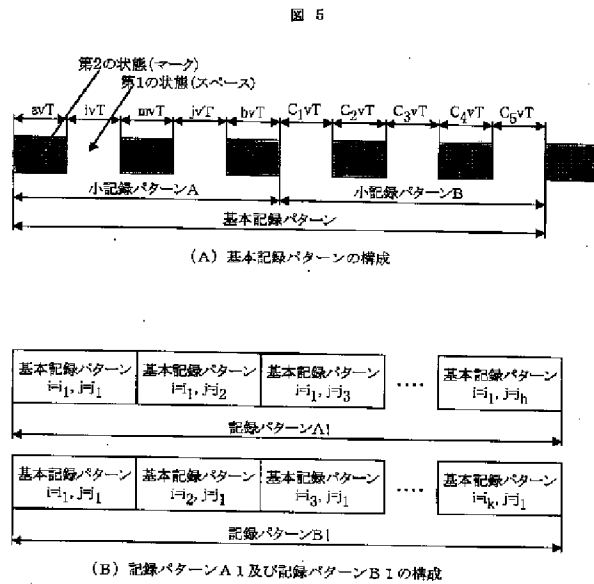 図 5
第2の状態(マーク)
第1の状態(スペース)
svT ivT mvT jvT bvT C1vT C2vT C3vT C4vT C5vT
小記録パターンA 小記録パターンB
基本記録パターン
(A) 基本記録パターンの構成
基本記録パターン 基本記録パターン 基本記録パターン 基本記録パターン
i=i1, j=j1 i=i1, j=j2 i=i1, j=j3 ‥‥ i=i1, j=jh
記録パターンA1
基本記録パターン 基本記録パターン 基本記録パターン 基本記録パターン
i=i1, j=j1 i=i2, j=j1 i=i3, j=j1 ‥‥ i=ik, j=j1
記録パターンB1
(B) 記録パターンA1及び記録パターンB1の構成